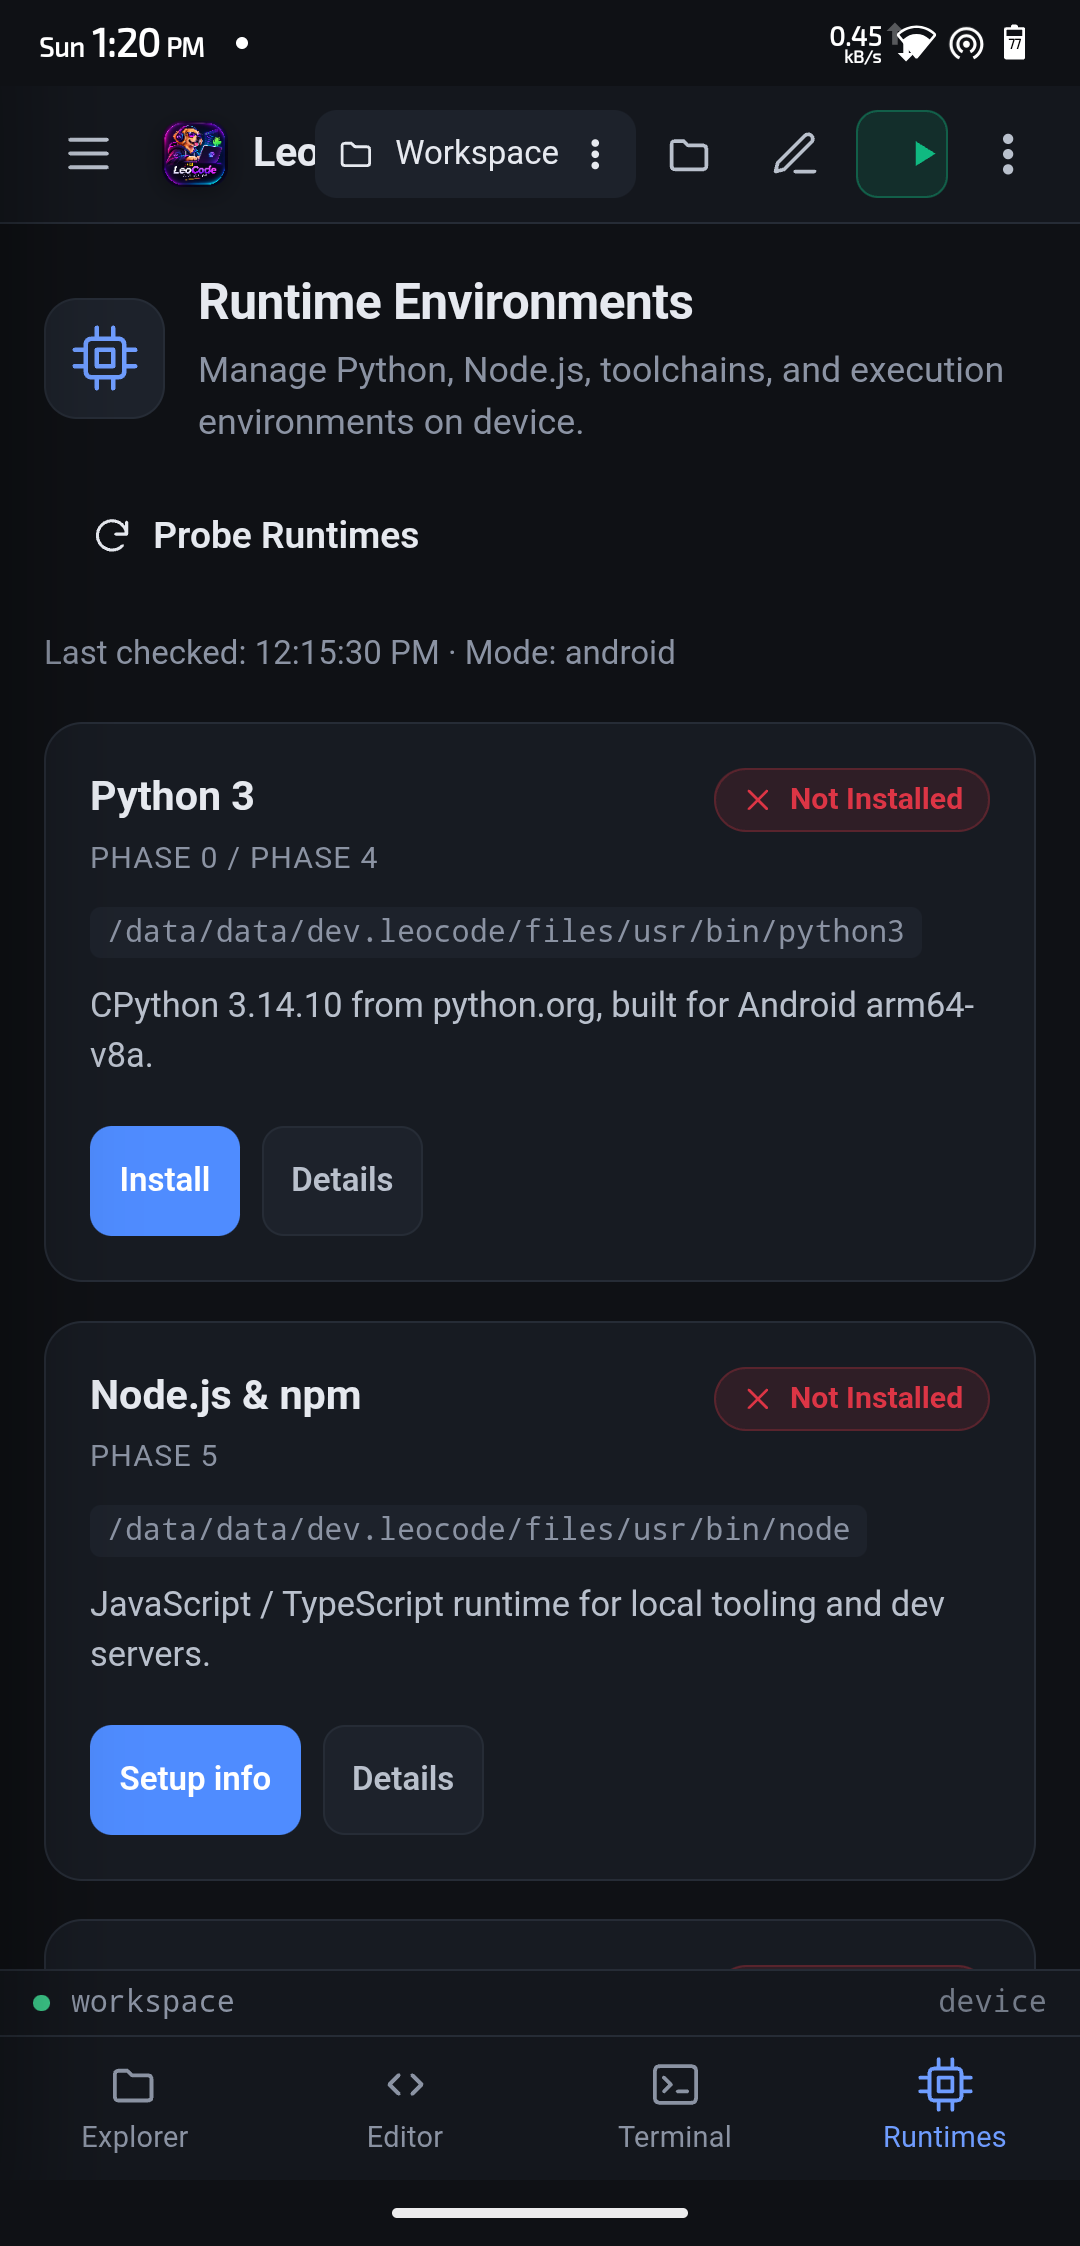 Sun 1:20 PM
0.45
kB/s
77
LeoCode
Leo
Workspace
Runtime Environments
Manage Python, Node.js, toolchains, and execution
environments on device.
Probe Runtimes
Last checked: 12:15:30 PM · Mode: android
Python 3
Not Installed
PHASE 0 / PHASE 4
/data/data/dev.leocode/files/usr/bin/python3
CPython 3.14.10 from python.org, built for Android arm64-
v8a.
Install
Details
Node.js & npm
Not Installed
PHASE 5
/data/data/dev.leocode/files/usr/bin/node
JavaScript / TypeScript runtime for local tooling and dev
servers.
Setup info
Details
workspace
device
Explorer
Editor
Terminal
Runtimes